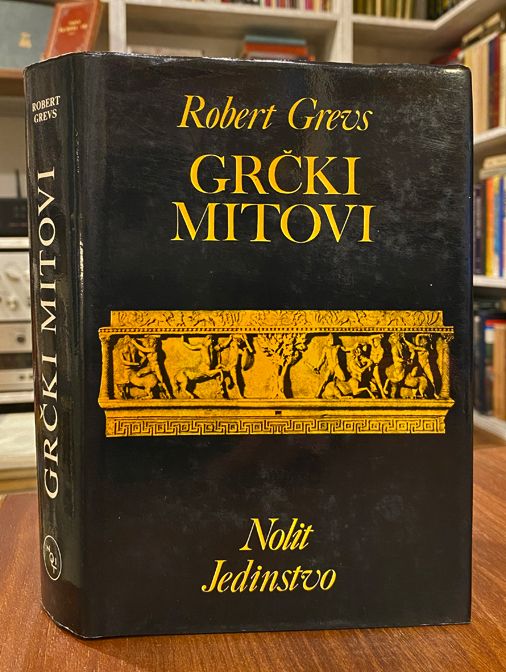 Robert Grevs
GRČKI
MITOVI
Nolit
Jedinstvo
ROBERT
GREVS
GRČKI MITOVI